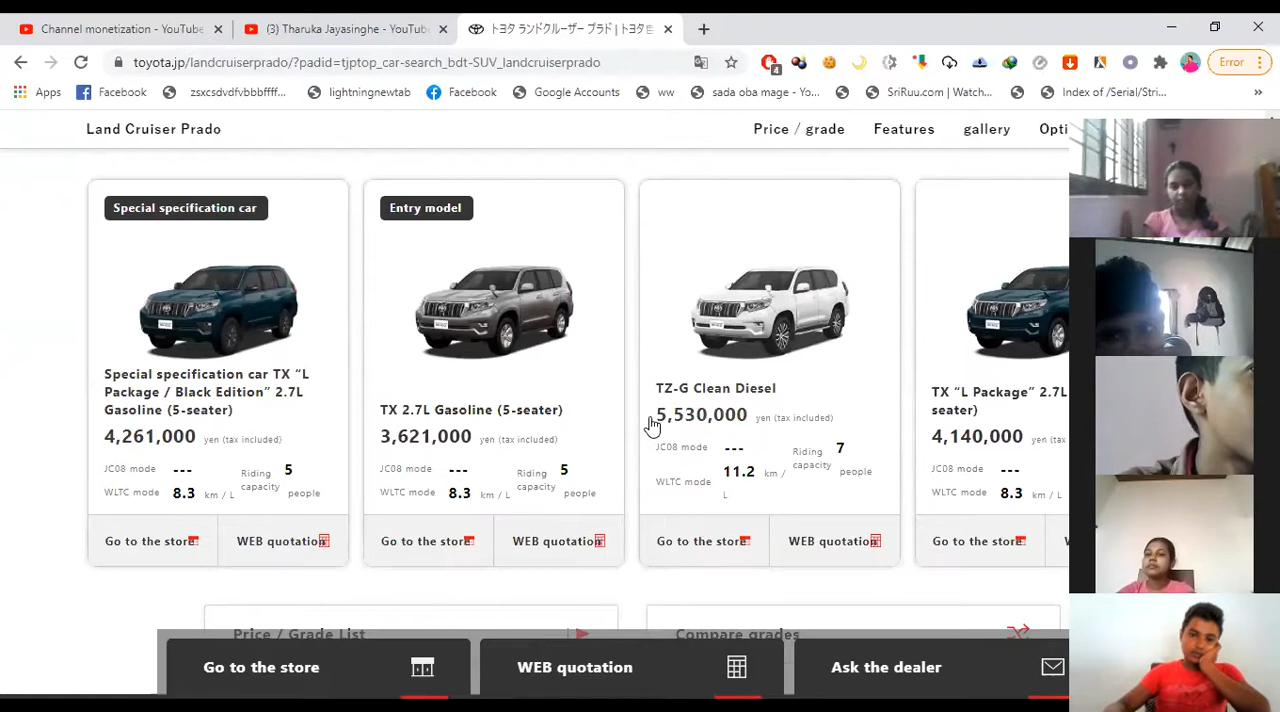 Channel monetization - YouTube
(3) Tharuka Jayasinghe - YouTub
トヨタ ランドクルーザー プラド | トヨタ自
toyota.jp/landcruiserprado/?padid=tjptop_car-search_bdt-SUV_landcruiserprado
4
Error
Apps
Facebook
zsxcsdvdfvbbbffff...
lightningnewtab
Facebook
Google Accounts
ww
sada oba mage - Yo...
SriRuu.com | Watch...
Index of /Serial/Stri...
»
Land Cruiser Prado
Price / grade
Features
gallery
Opti
Special specification car
Special specification car TX “L
Package / Black Edition” 2.7L
Gasoline (5-seater)
4,261,000 yen (tax included)
JC08 mode ---
Riding capacity 5 people
WLTC mode 8.3 km / L
Go to the store
WEB quotation
Entry model
TX 2.7L Gasoline (5-seater)
3,621,000 yen (tax included)
JC08 mode ---
Riding capacity 5 people
WLTC mode 8.3 km / L
Go to the store
WEB quotation
TZ-G Clean Diesel
5,530,000 yen (tax included)
JC08 mode ---
Riding capacity 7 people
WLTC mode 11.2 km / L
Go to the store
WEB quotation
TX “L Package” 2.7L
seater)
4,140,000 yen (tax
JC08 mode ---
WLTC mode 8.3 km / L
Go to the store
W
Price / Grade List
Compare grades
Go to the store
WEB quotation
Ask the dealer